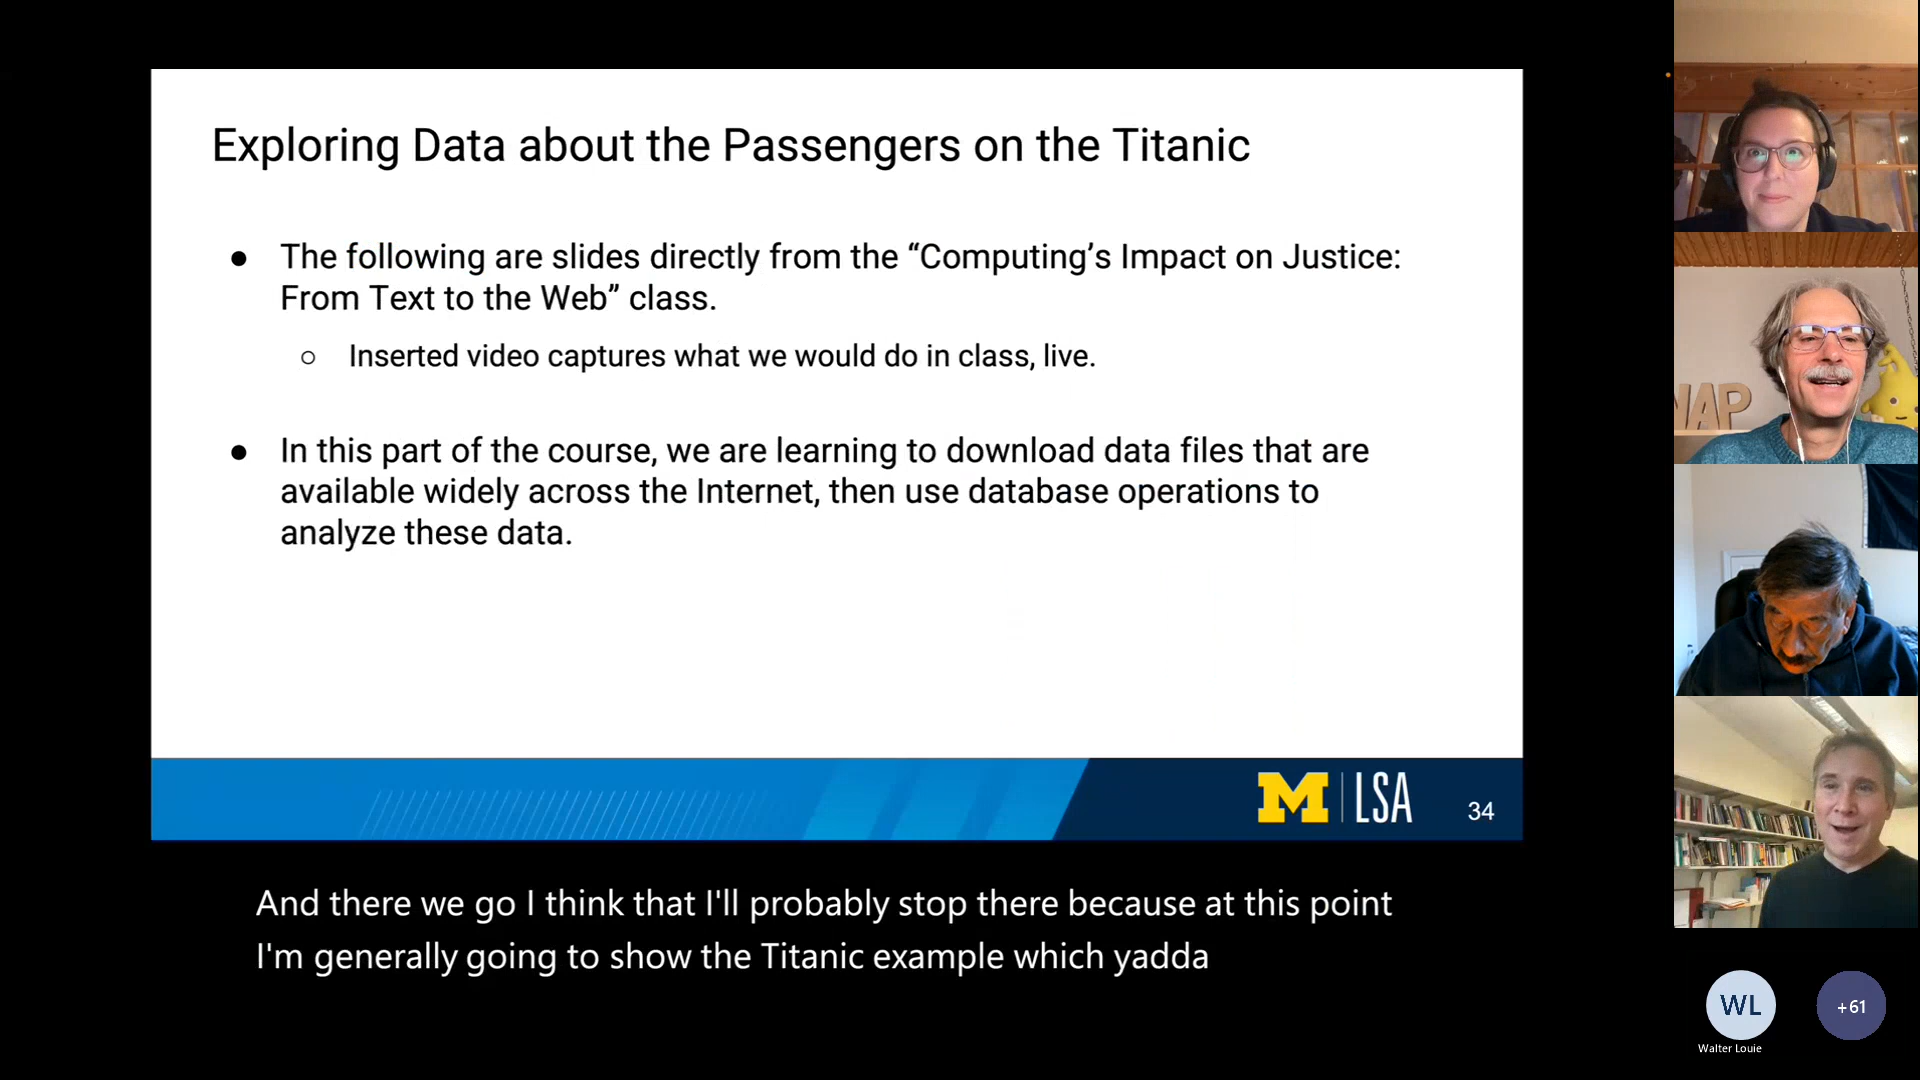 Exploring Data about the Passengers on the Titanic
● The following are slides directly from the “Computing’s Impact on Justice:
From Text to the Web” class.
○ Inserted video captures what we would do in class, live.
● In this part of the course, we are learning to download data files that are
available widely across the Internet, then use database operations to
analyze these data.
M | LSA
34
And there we go I think that I'll probably stop there because at this point
I'm generally going to show the Titanic example which yadda
NAP
WL
+61
Walter Louie